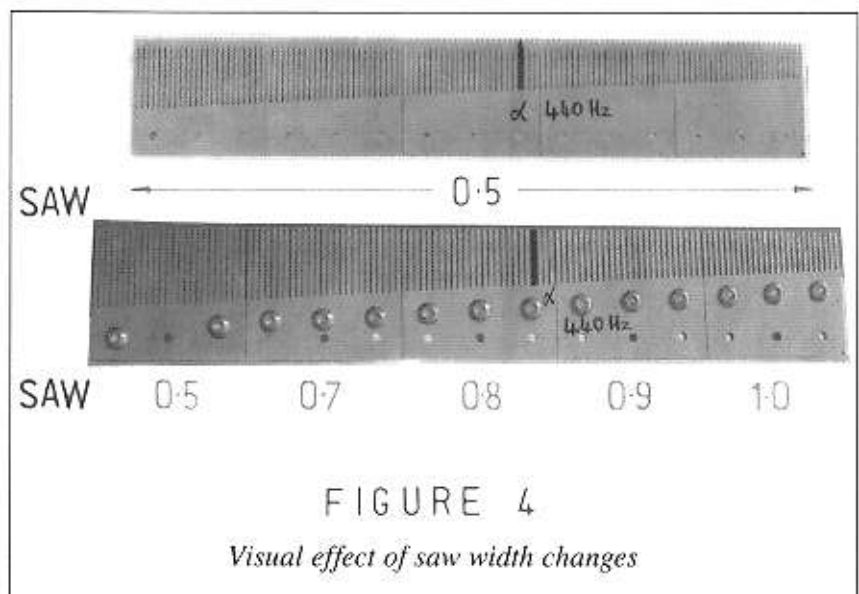 α 440 Hz
SAW
0.5
α
440 Hz
SAW 0.5 0.7 0.8 0.9 1.0
FIGURE 4
Visual effect of saw width changes